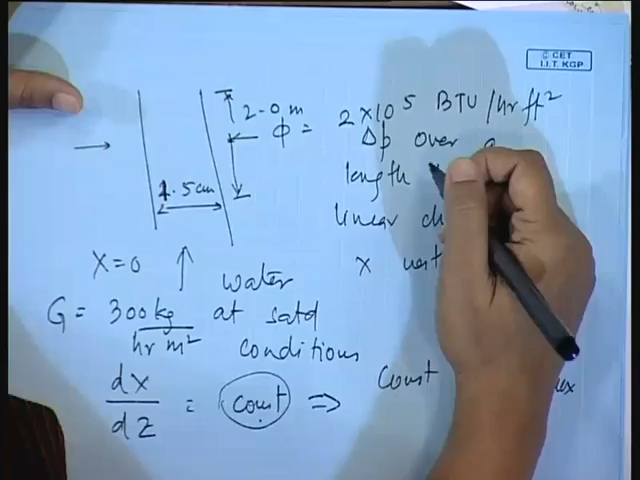 © CET
I.I.T. KGP
2.0 m
ϕ = 2×10⁵ BTU/hr ft²
Δp over a
length
1.5 cm
linear
x
X=0
water
G = 300 kg/hr m² at satd
conditions
dx/dz = const ⇒ Const